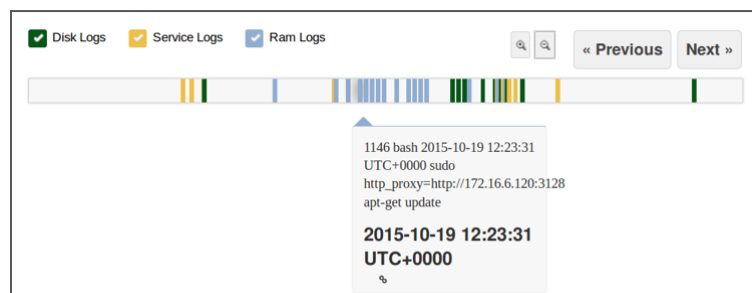 Disk Logs Service Logs Ram Logs « Previous Next »
1146 bash 2015-10-19 12:23:31
UTC+0000 sudo
http_proxy=http://172.16.6.120:3128
apt-get update
2015-10-19 12:23:31
UTC+0000